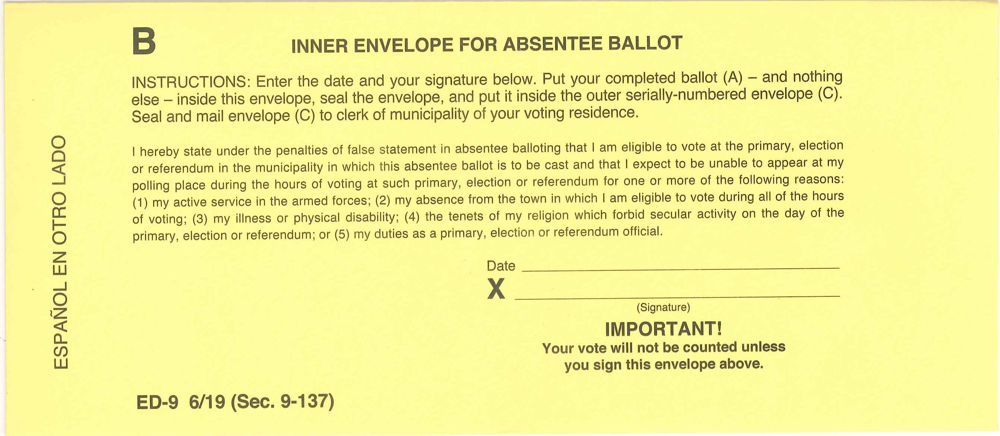 B
INNER ENVELOPE FOR ABSENTEE BALLOT
INSTRUCTIONS: Enter the date and your signature below. Put your completed ballot (A) – and nothing
else – inside this envelope, seal the envelope, and put it inside the outer serially-numbered envelope (C).
Seal and mail envelope (C) to clerk of municipality of your voting residence.
I hereby state under the penalties of false statement in absentee balloting that I am eligible to vote at the primary, election
or referendum in the municipality in which this absentee ballot is to be cast and that I expect to be unable to appear at my
polling place during the hours of voting at such primary, election or referendum for one or more of the following reasons:
(1) my active service in the armed forces; (2) my absence from the town in which I am eligible to vote during all of the hours
of voting; (3) my illness or physical disability; (4) the tenets of my religion which forbid secular activity on the day of the
primary, election or referendum; or (5) my duties as a primary, election or referendum official.
Date
X
(Signature)
IMPORTANT!
Your vote will not be counted unless
you sign this envelope above.
ED-9 6/19 (Sec. 9-137)
ESPAÑOL EN OTRO LADO